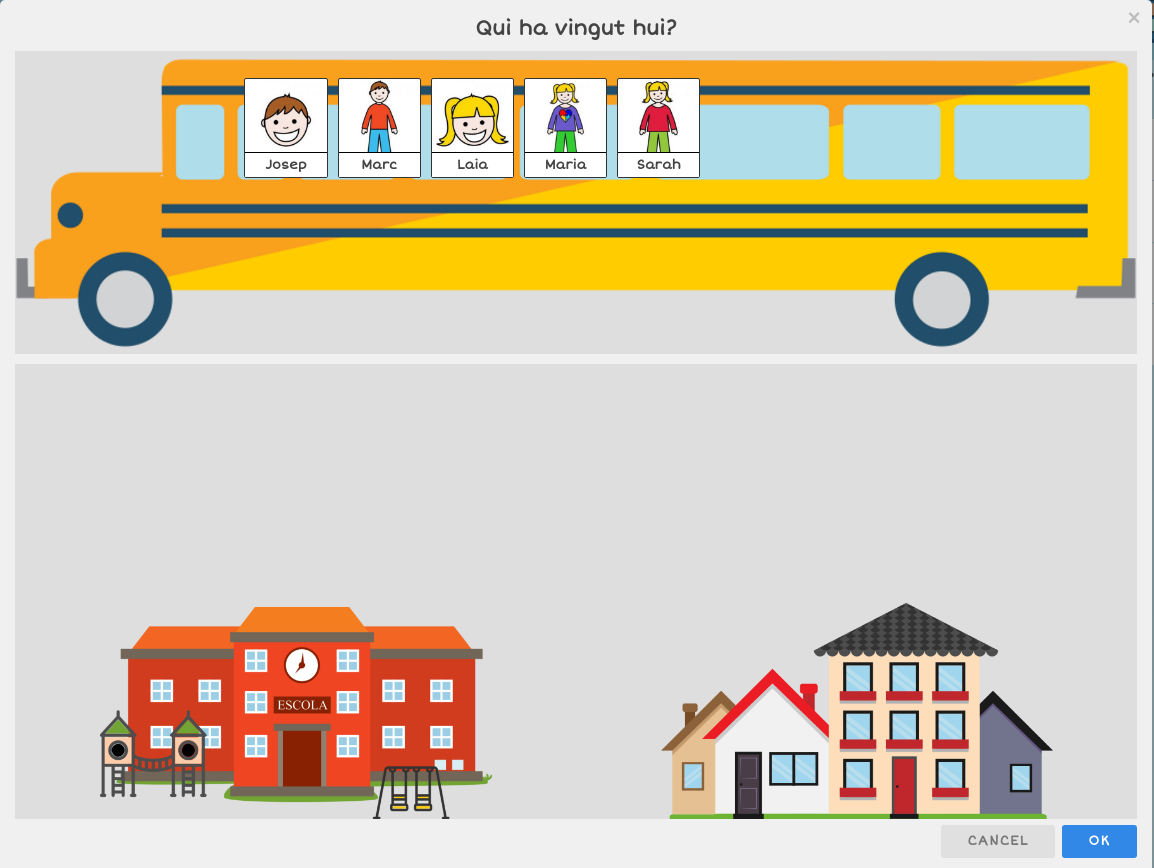 Qui ha vingut hui?
×
Josep
Marc
Laia
Maria
Sarah
ESCOLA
CANCEL
OK